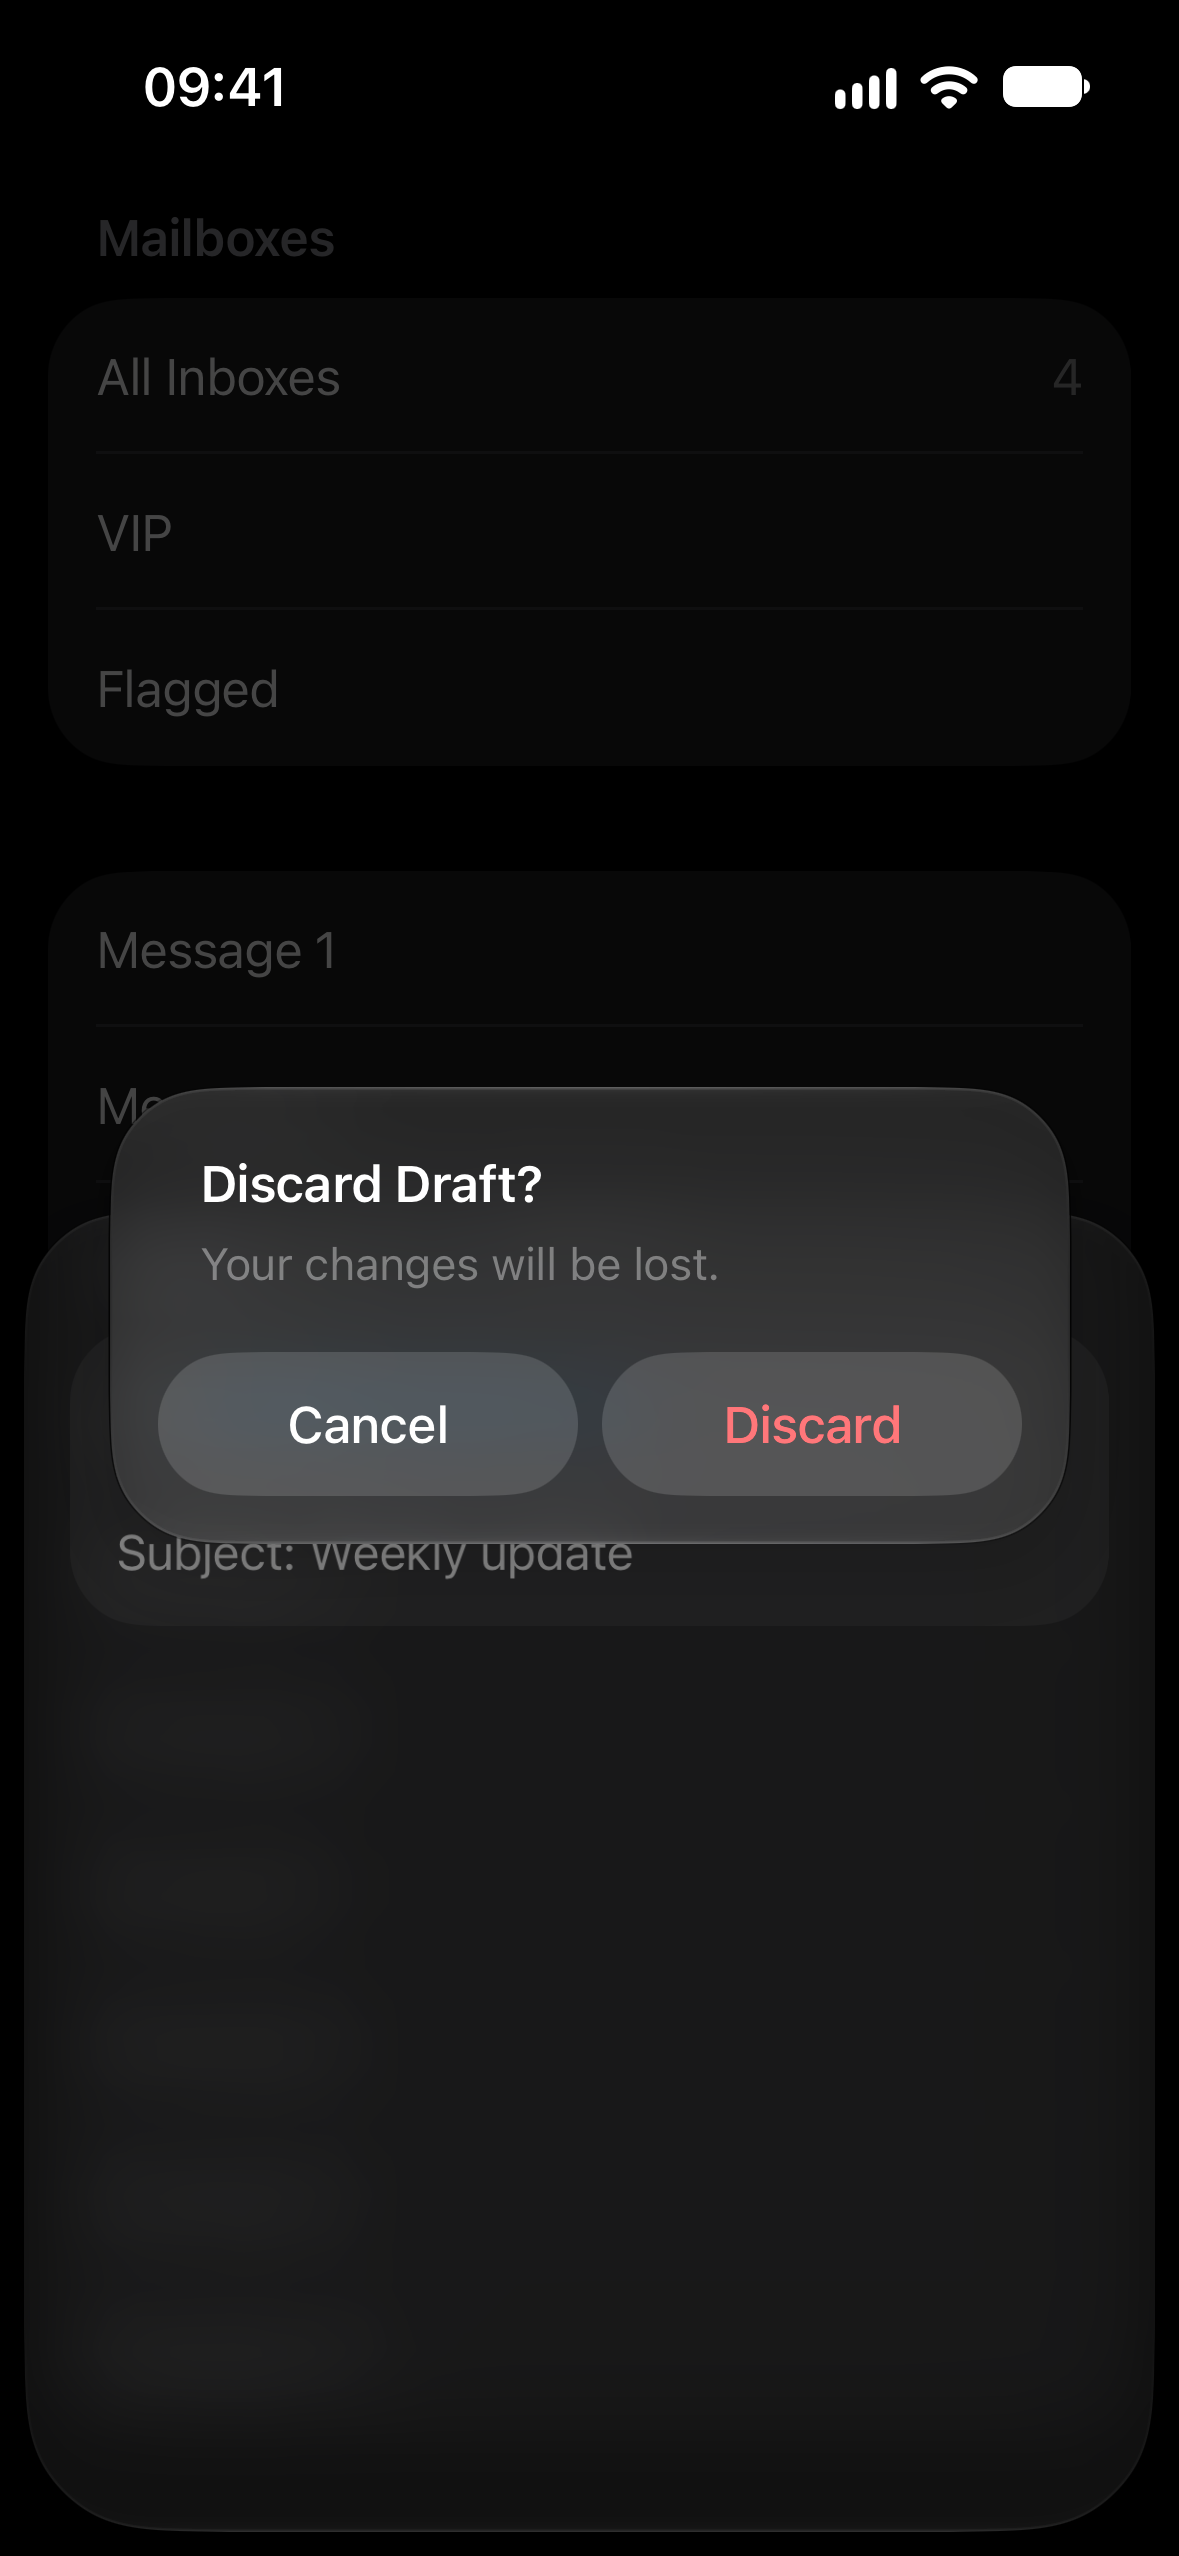 09:41
Mailboxes
All Inboxes 4
VIP
Flagged
Message 1
Discard Draft?
Your changes will be lost.
Cancel Discard
Subject: Weekly update